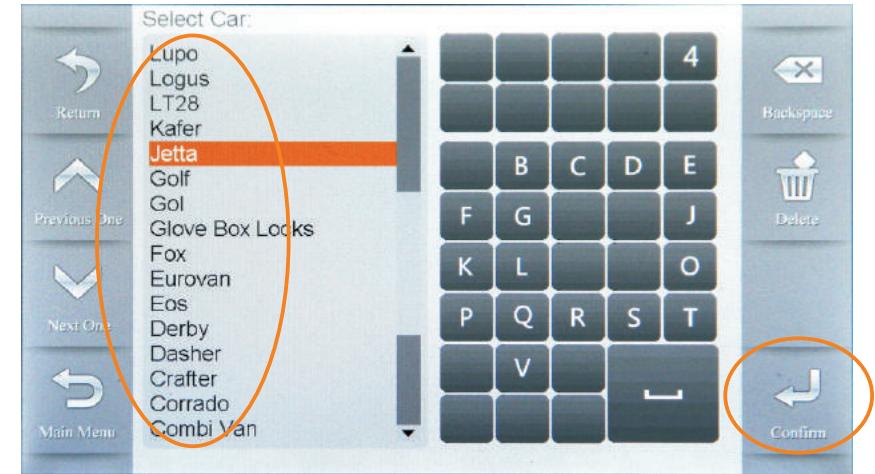 Select Car:
Return
Previous One
Next One
Main Menu
Lupo
Logus
LT28
Kafer
Jetta
Golf
Gol
Glove Box Locks
Fox
Eurovan
Eos
Derby
Dasher
Crafter
Corrado
Combi Van
4
B C D E
F G J
K L O
P Q R S T
V
Backspace
Delete
Confirm